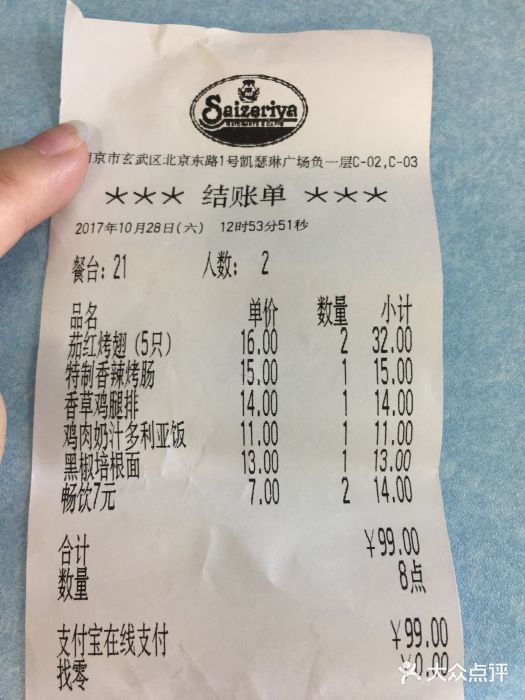 Saizeriya
京市玄武区北京东路1号凯瑟琳广场负一层C-02,C-03
*** 结账单 ***
2017年10月28日(六) 12时53分51秒
餐台:21 人数: 2
品名 单价 数量 小计
茄红烤翅(5只) 16.00 2 32.00
特制香辣烤肠 15.00 1 15.00
香草鸡腿排 14.00 1 14.00
鸡肉奶汁多利亚饭 11.00 1 11.00
黑椒培根面 13.00 1 13.00
畅饮7元 7.00 2 14.00
合计 ¥99.00
数量 8点
支付宝在线支付 ¥99.00
找零 ¥0.00
大众点评